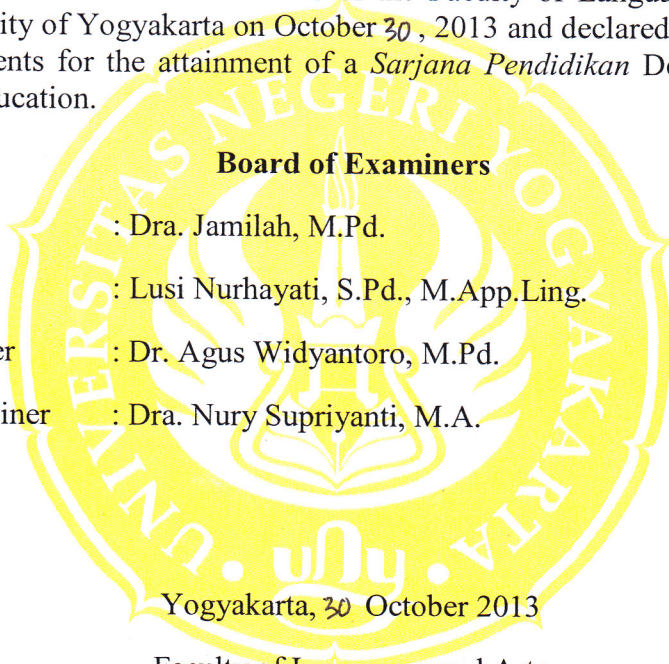 ity of Yogyakarta on October 30, 2013 and declared
ents for the attainment of a Sarjana Pendidikan De
ucation.
UNIVERSITAS NEGERI YOGYAKARTA
Board of Examiners
: Dra. Jamilah, M.Pd.
: Lusi Nurhayati, S.Pd., M.App.Ling.
er : Dr. Agus Widyantoro, M.Pd.
iner : Dra. Nury Supriyanti, M.A.
uny
Yogyakarta, 30 October 2013